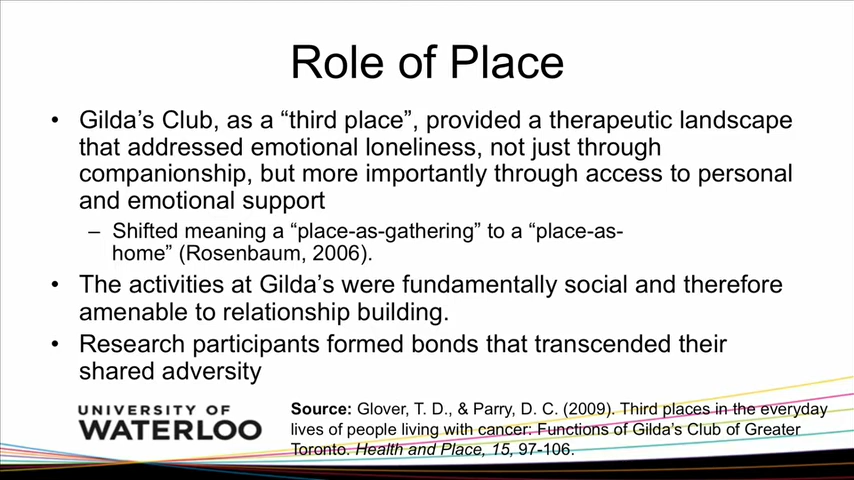 Role of Place
• Gilda’s Club, as a “third place”, provided a therapeutic landscape
that addressed emotional loneliness, not just through
companionship, but more importantly through access to personal
and emotional support
– Shifted meaning a “place-as-gathering” to a “place-as-
home” (Rosenbaum, 2006).
• The activities at Gilda’s were fundamentally social and therefore
amenable to relationship building.
• Research participants formed bonds that transcended their
shared adversity
UNIVERSITY OF
WATERLOO
Source: Glover, T. D., & Parry, D. C. (2009). Third places in the everyday
lives of people living with cancer: Functions of Gilda’s Club of Greater
Toronto. Health and Place, 15, 97-106.